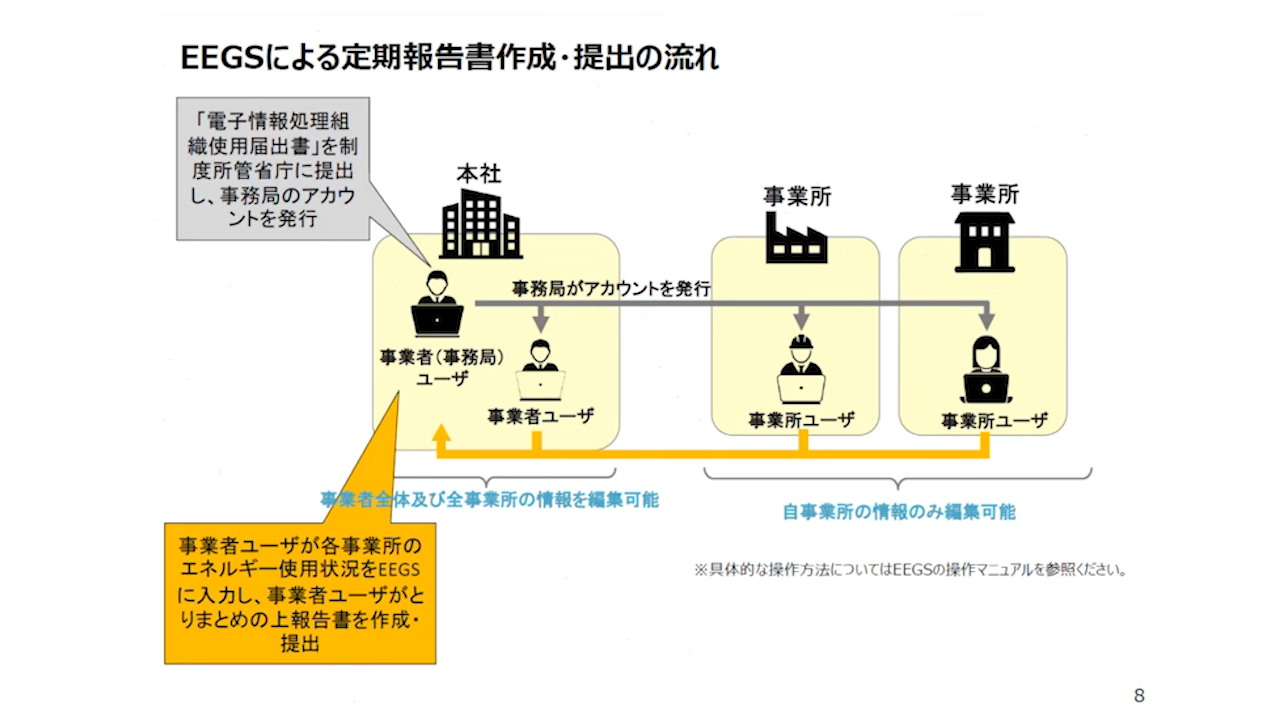 EEGSによる定期報告書作成・提出の流れ
「電子情報処理組
織使用届出書」を制
度所管省庁に提出
し、事務局のアカウ
ントを発行
本社
事業所
事業所
事務局がアカウントを発行
事業者（事務局）
ユーザ
事業者ユーザ
事業所ユーザ
事業所ユーザ
事業者全体及び全事業所の情報を編集可能
自事業所の情報のみ編集可能
事業者ユーザが各事業所の
エネルギー使用状況をEEGS
に入力し、事業者ユーザがと
りまとめの上報告書を作成・
提出
※具体的な操作方法についてはEEGSの操作マニュアルを参照ください。
8